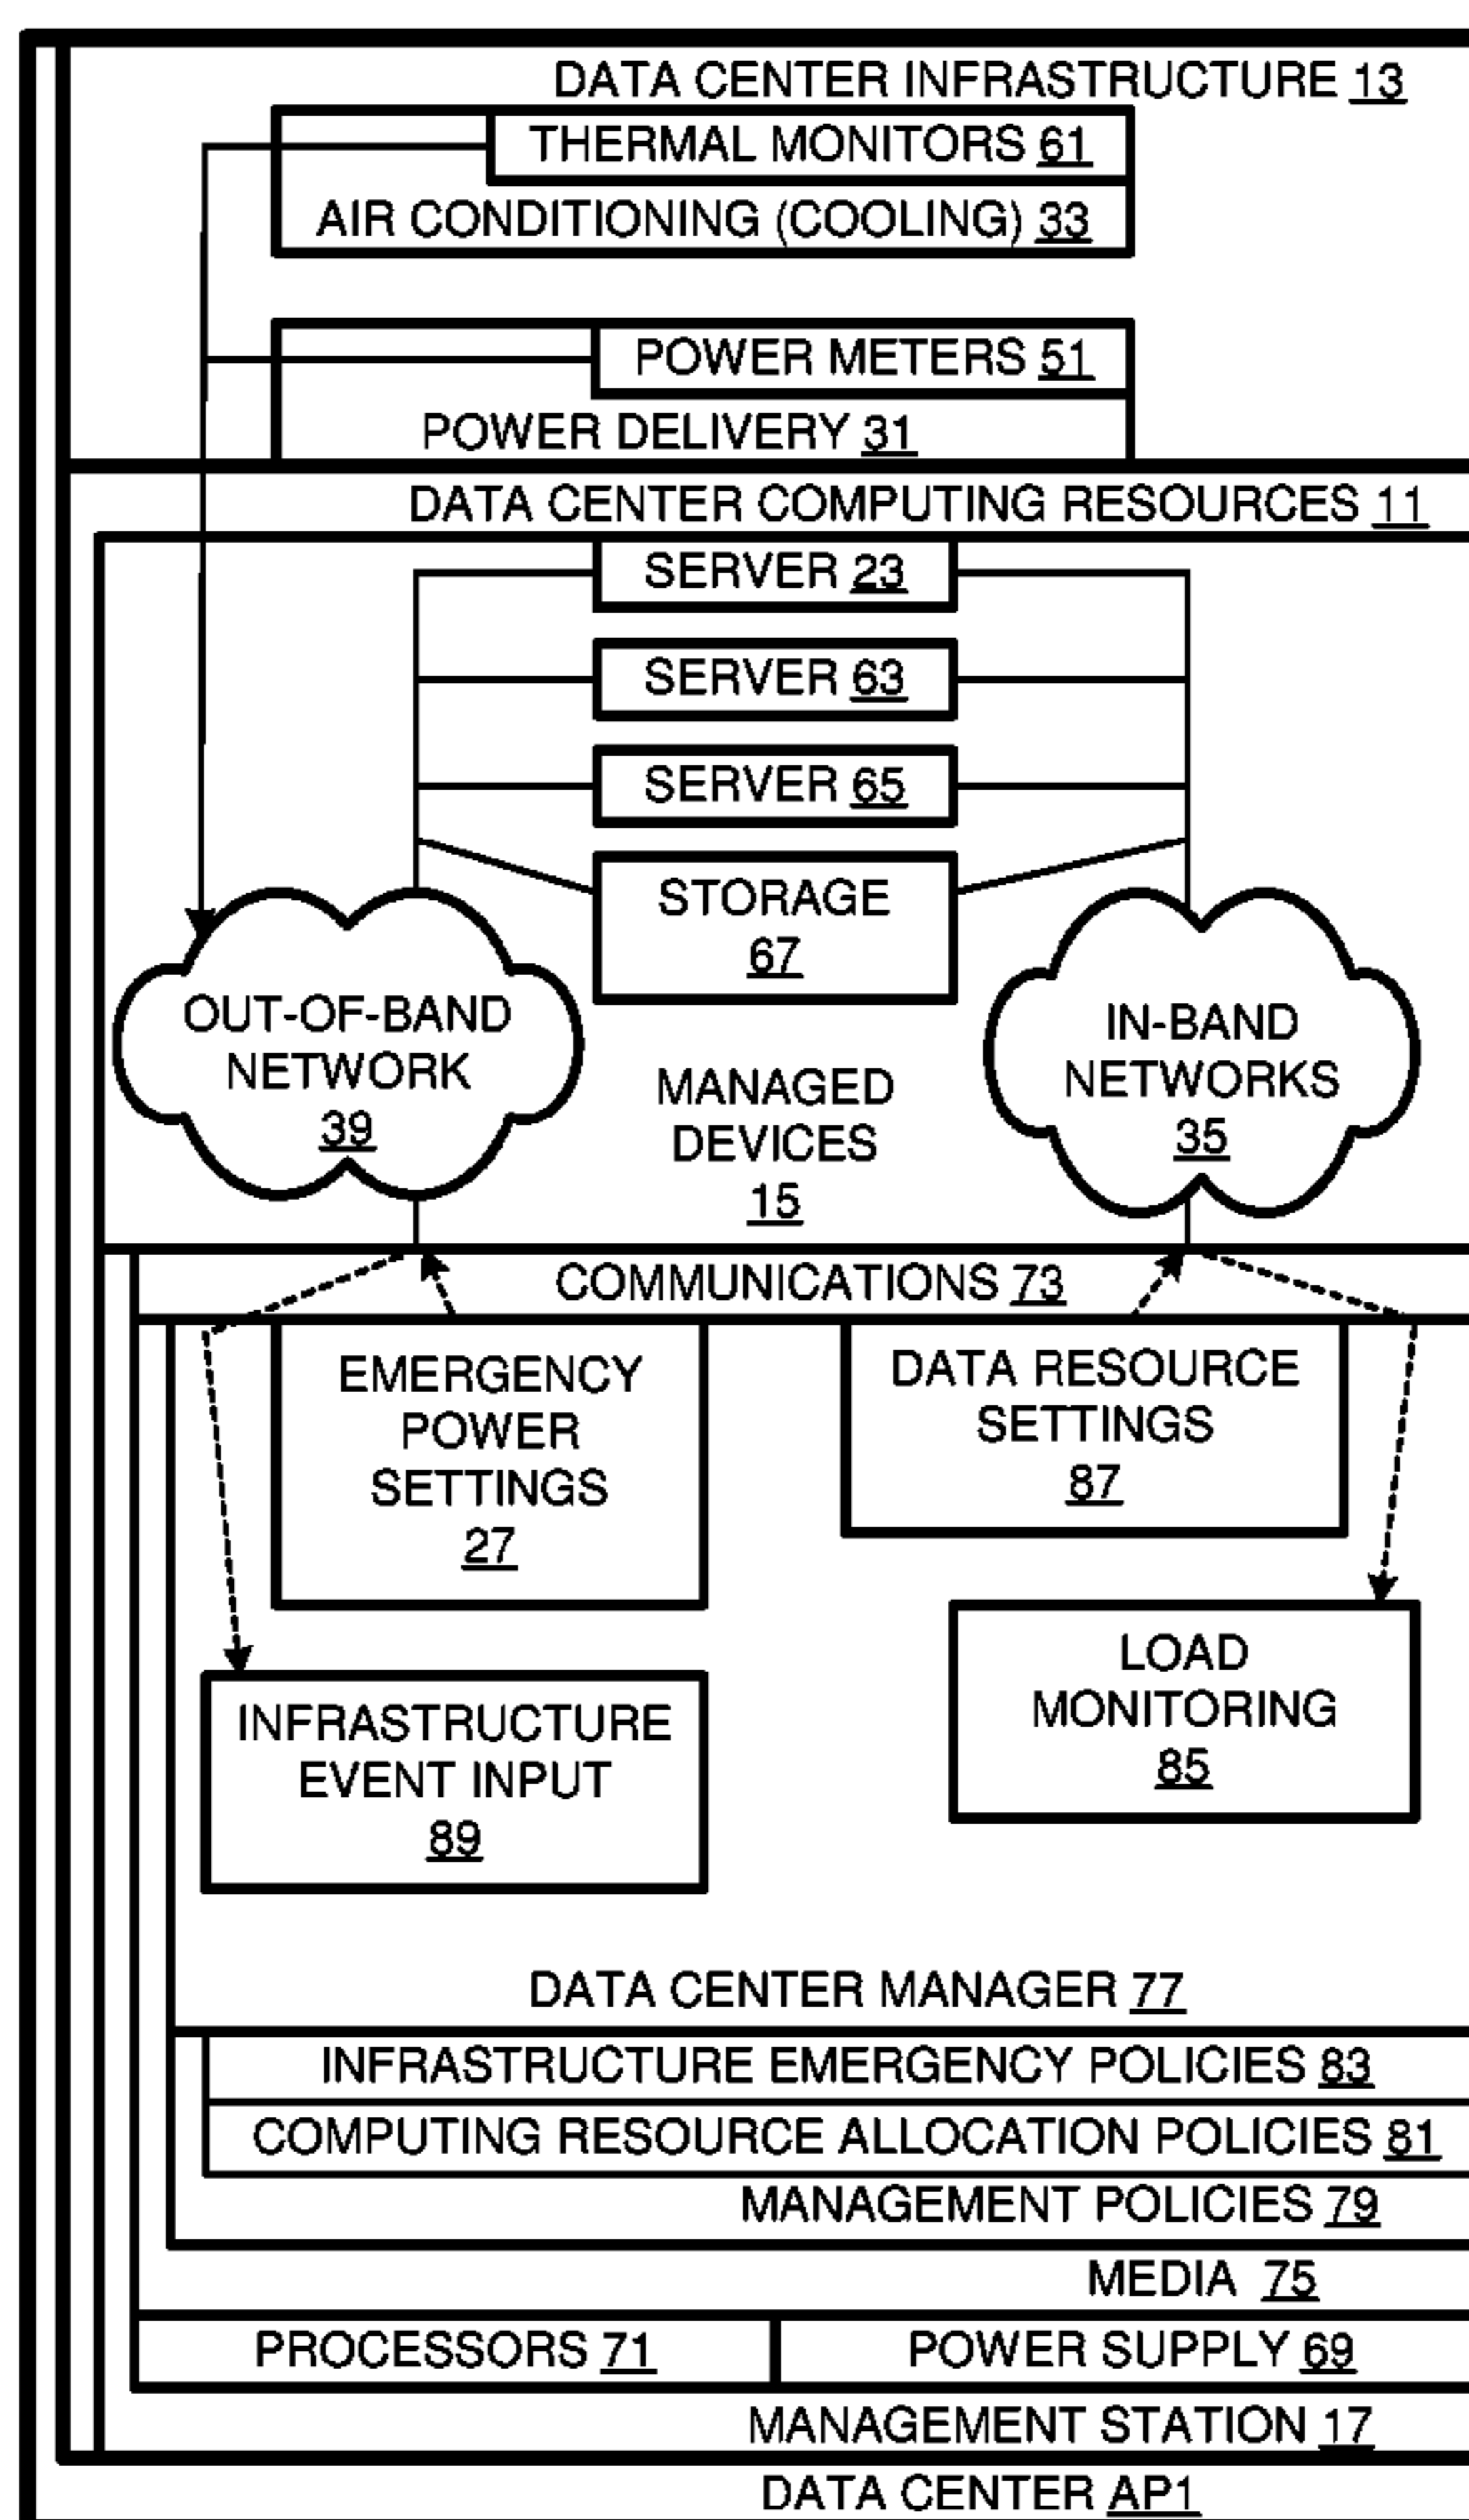 DATA CENTER INFRASTRUCTURE 13
THERMAL MONITORS 61
AIR CONDITIONING (COOLING) 33
POWER METERS 51
POWER DELIVERY 31
DATA CENTER COMPUTING RESOURCES 11
SERVER 23
SERVER 63
SERVER 65
STORAGE
67
OUT-OF-BAND
NETWORK
39
IN-BAND
NETWORKS
35
MANAGED
DEVICES
15
COMMUNICATIONS 73
EMERGENCY
POWER
SETTINGS
27
DATA RESOURCE
SETTINGS
87
INFRASTRUCTURE
EVENT INPUT
89
LOAD
MONITORING
85
DATA CENTER MANAGER 77
INFRASTRUCTURE EMERGENCY POLICIES 83
COMPUTING RESOURCE ALLOCATION POLICIES 81
MANAGEMENT POLICIES 79
MEDIA 75
PROCESSORS 71
POWER SUPPLY 69
MANAGEMENT STATION 17
DATA CENTER AP1